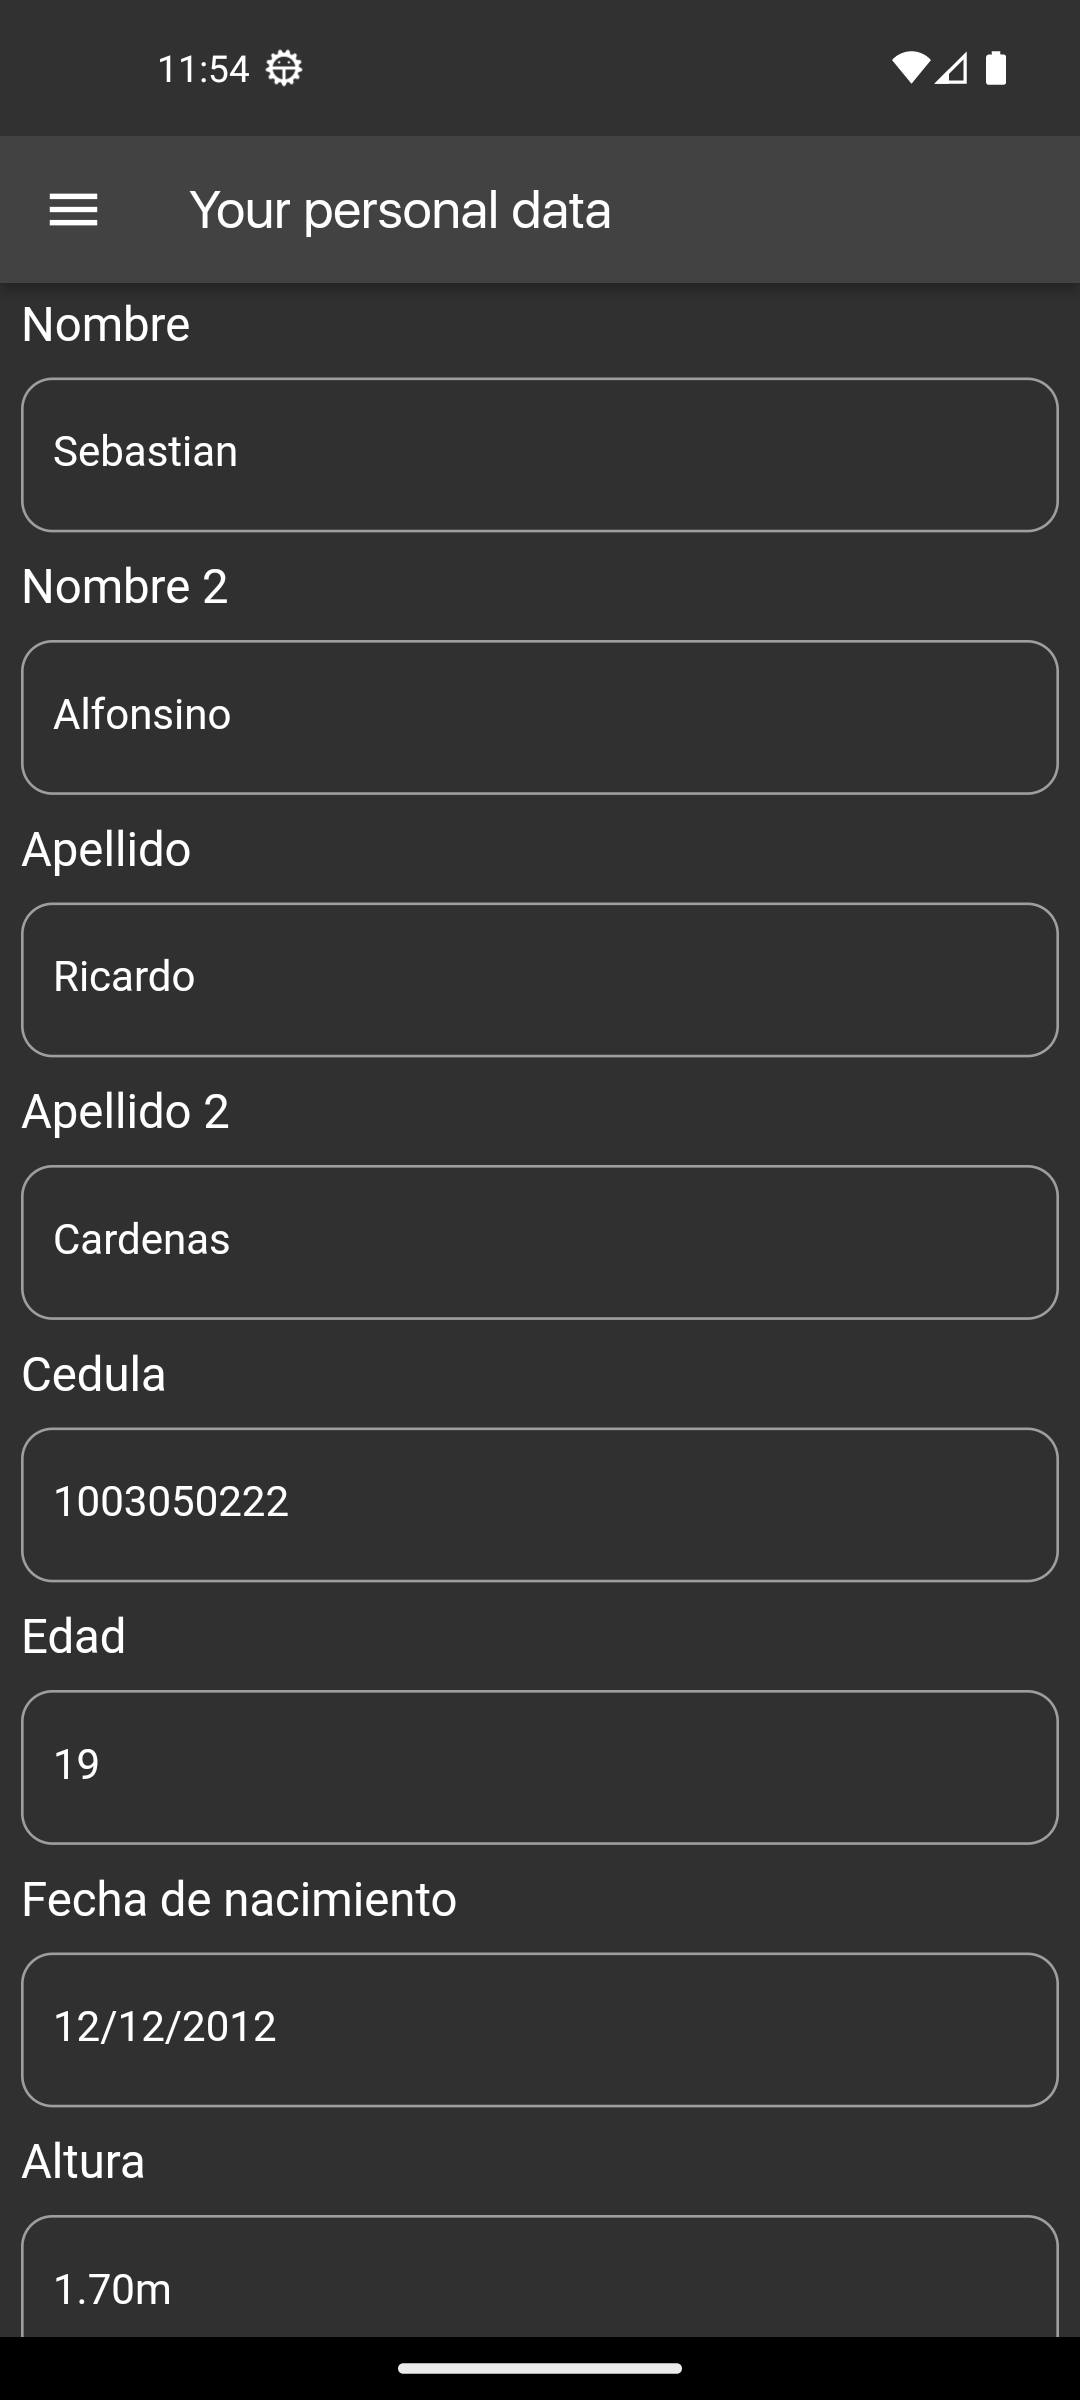 11:54
Your personal data
Nombre
Sebastian
Nombre 2
Alfonsino
Apellido
Ricardo
Apellido 2
Cardenas
Cedula
1003050222
Edad
19
Fecha de nacimiento
12/12/2012
Altura
1.70m